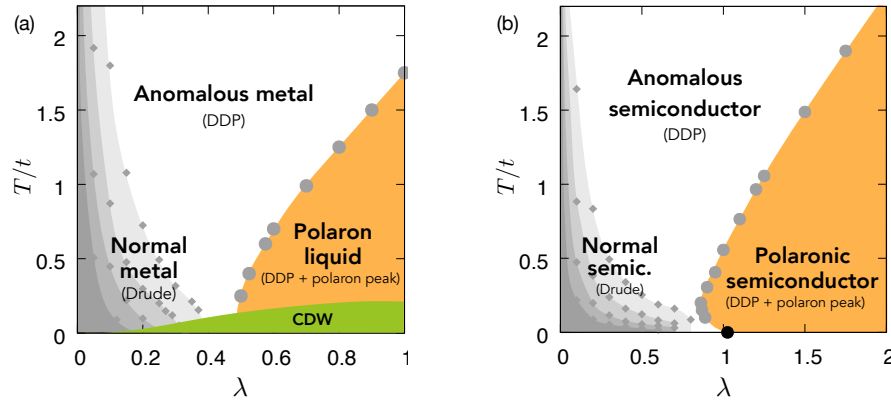 (a)
2
1.5
1
0.5
0
T/t
Anomalous metal
(DDP)
Normal
metal
(Drude)
Polaron
liquid
(DDP + polaron peak)
CDW
0 0.2 0.4 0.6 0.8 1
λ
(b)
2
1.5
1
0.5
0
T/t
Anomalous
semiconductor
(DDP)
Normal
semic.
(Drude)
Polaronic
semiconductor
(DDP + polaron peak)
0 0.5 1 1.5 2
λ